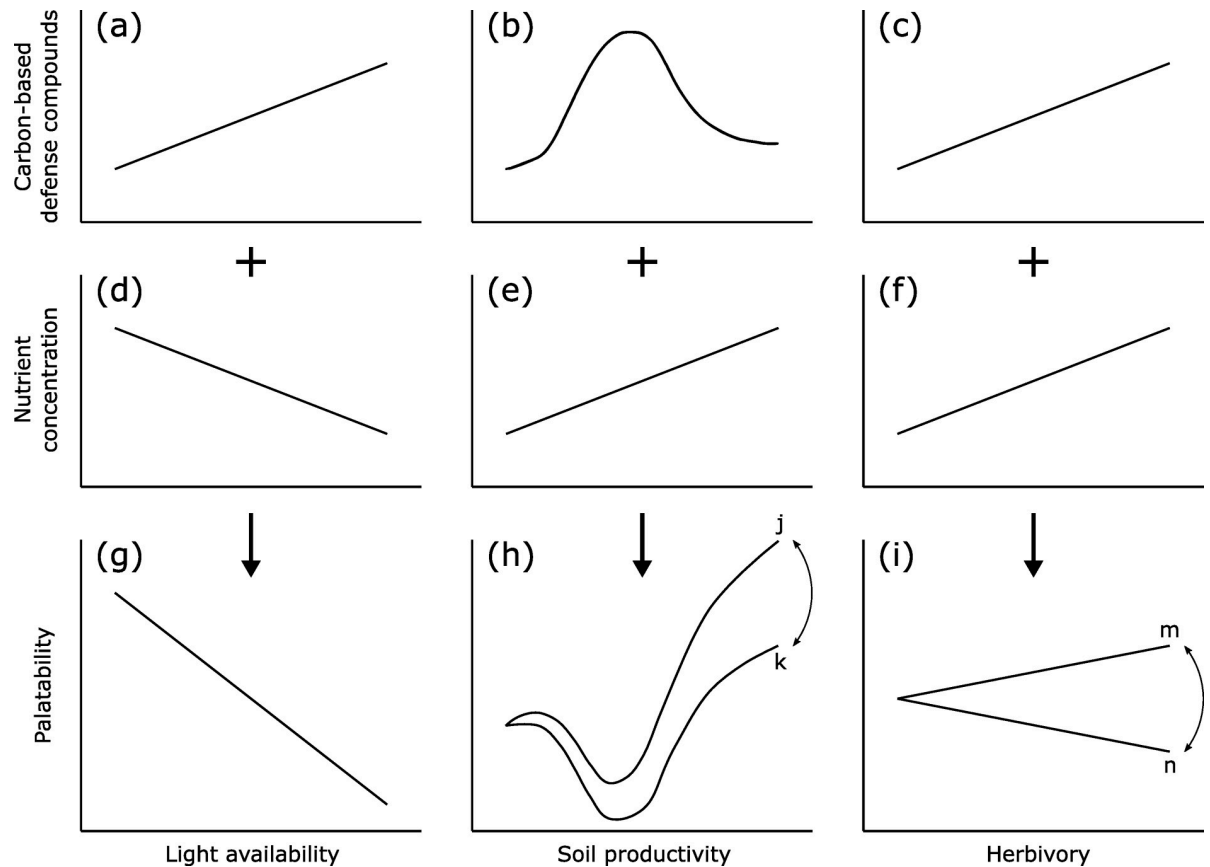 (a)
(b)
(c)
Carbon-based
defense compounds
+
+
+
(d)
(e)
(f)
Nutrient
concentration
(g)
(h)
(i)
j
k
m
n
Palatability
Light availability
Soil productivity
Herbivory